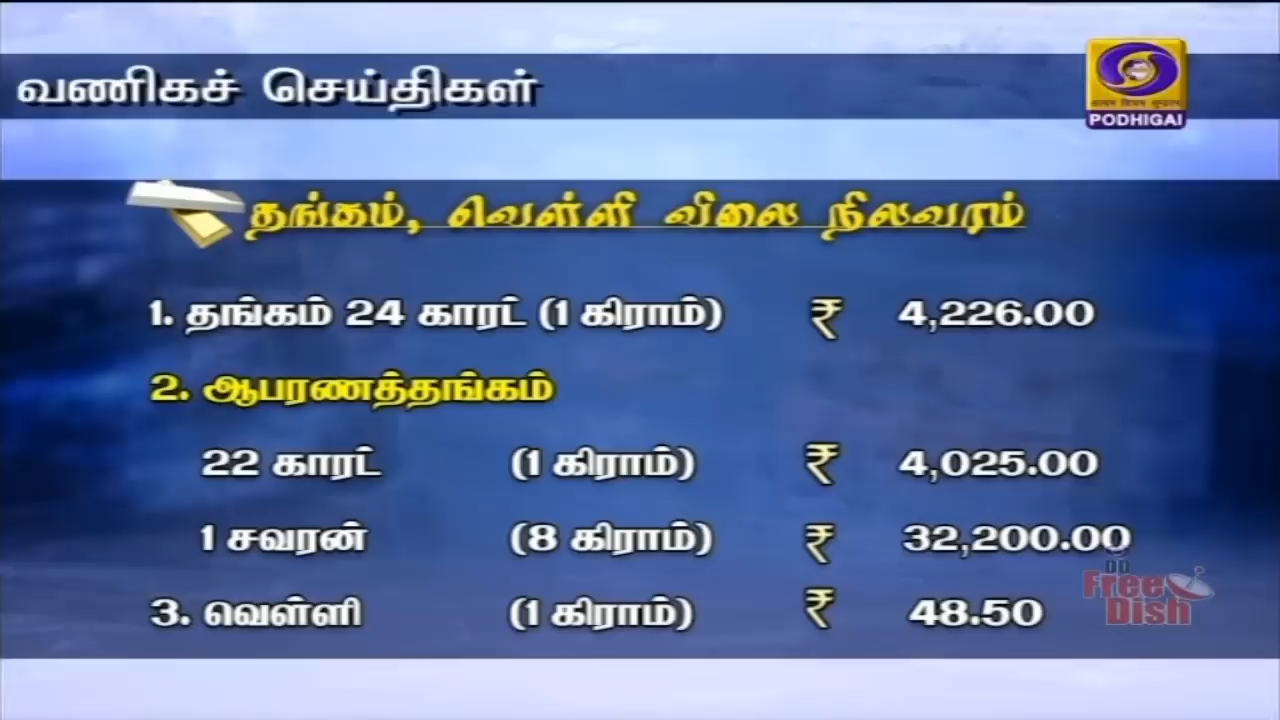 வணிகச் செய்திகள்
PODHIGAI
தங்கம், வெள்ளி விலை நிலவரம்
1. தங்கம் 24 காரட் (1 கிராம்) ₹ 4,226.00
2. ஆபரணத்தங்கம்
22 காரட் (1 கிராம்) ₹ 4,025.00
1 சவரன் (8 கிராம்) ₹ 32,200.00
3. வெள்ளி (1 கிராம்) ₹ 48.50
DD
Free
Dish